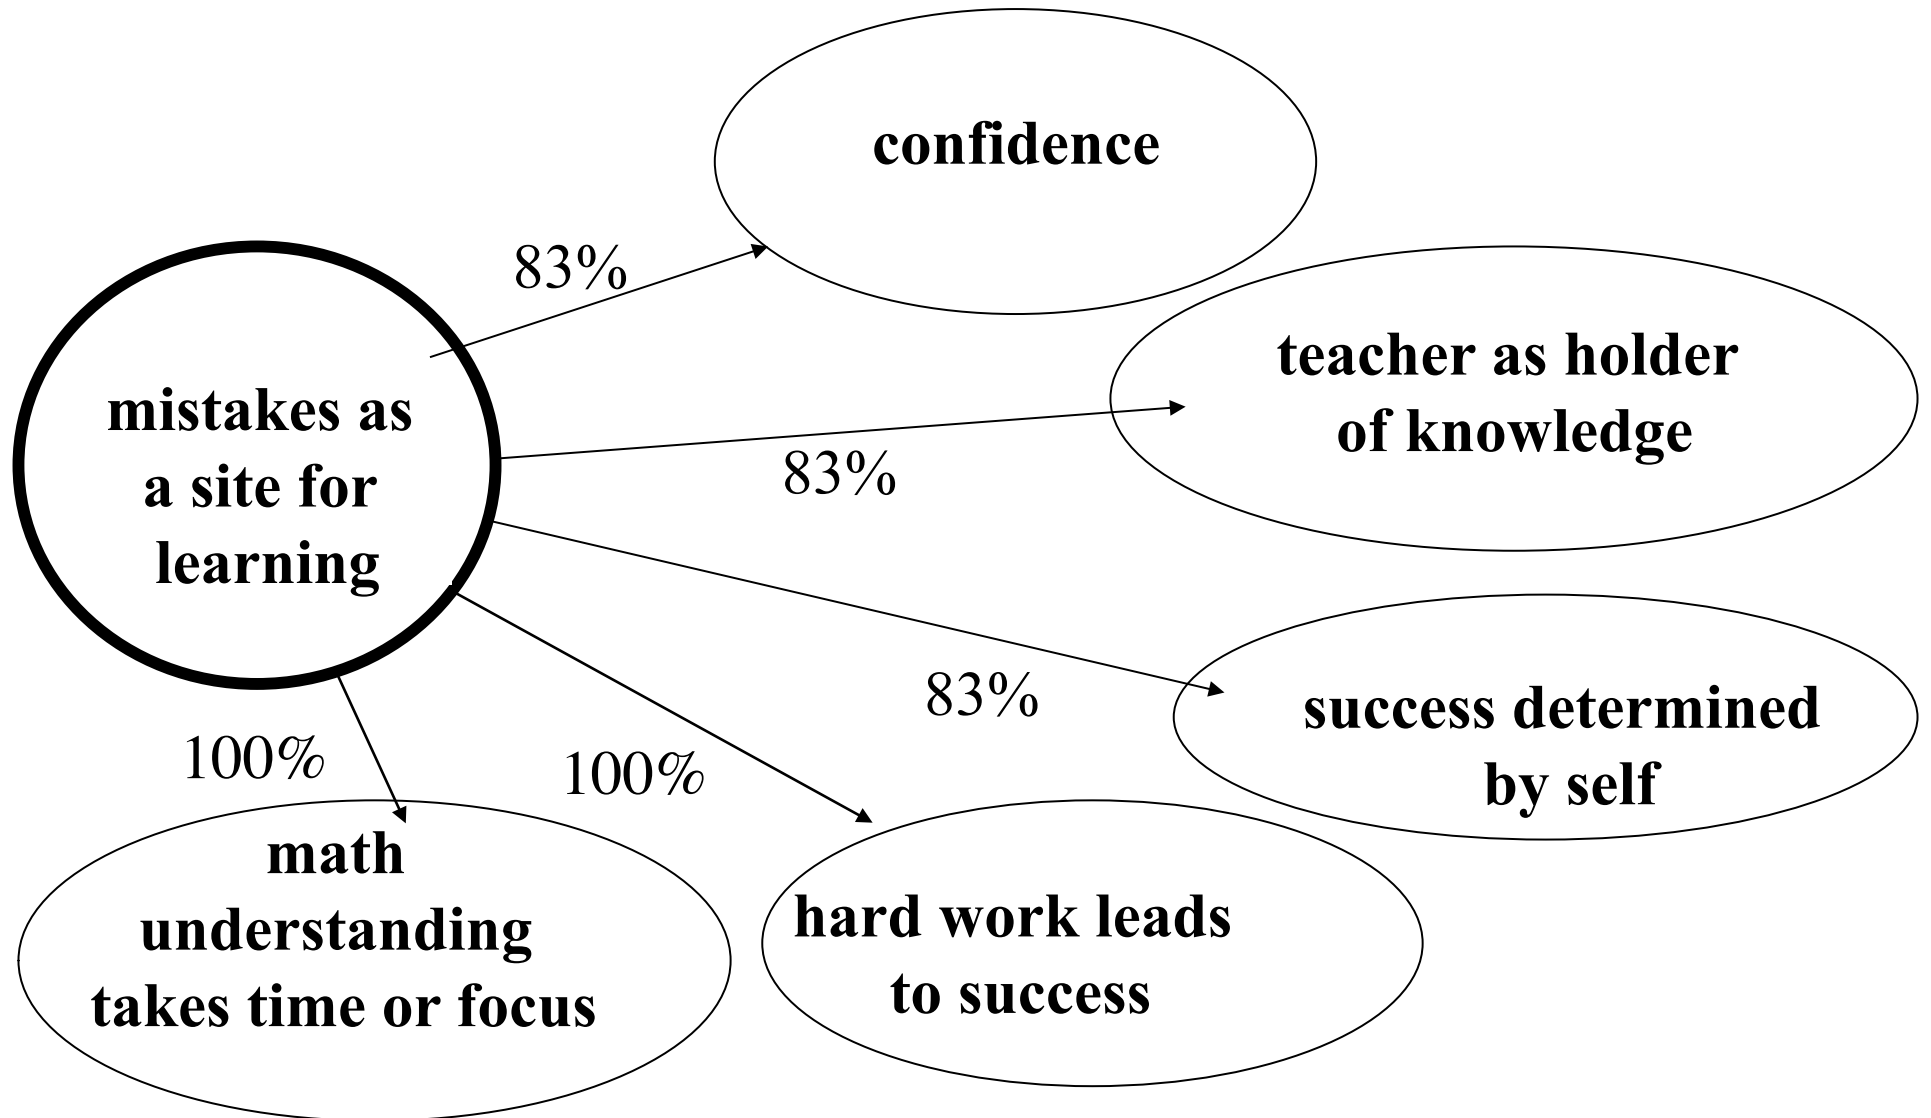 confidence
83%
teacher as holder
of knowledge
mistakes as
a site for
learning
83%
83%
success determined
by self
100%
100%
math
understanding
takes time or focus
hard work leads
to success